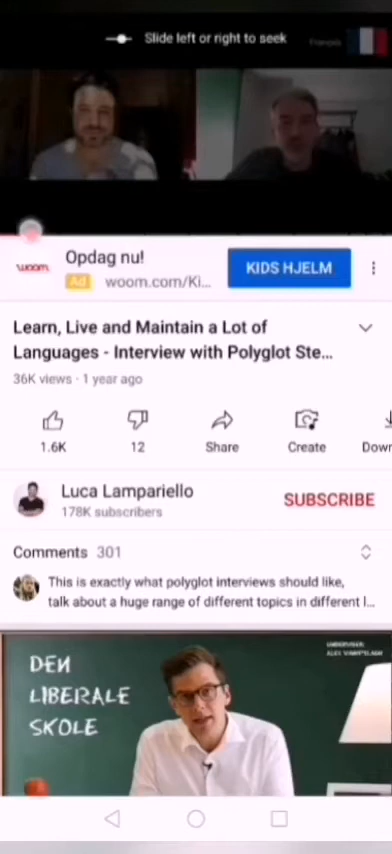 Slide left or right to seek
Français
woom
Opdag nu!
Ad woom.com/Ki...
KIDS HJELM
Learn, Live and Maintain a Lot of
Languages - Interview with Polyglot Ste...
36K views · 1 year ago
1.6K
12
Share
Create
Down
Luca Lampariello
178K subscribers
SUBSCRIBE
Comments 301
This is exactly what polyglot interviews should like,
talk about a huge range of different topics in different l...
DEN
LIBERALE
SKOLE